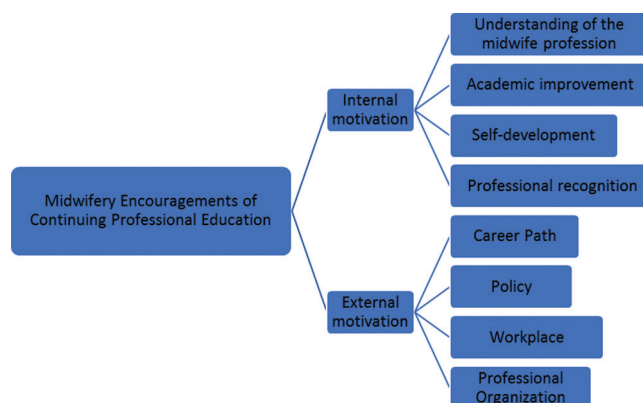 Midwifery Encouragements of
Continuing Professional Education
Internal
motivation
Understanding of the
midwife profession
Academic improvement
Self-development
Professional recognition
External
motivation
Career Path
Policy
Workplace
Professional
Organization